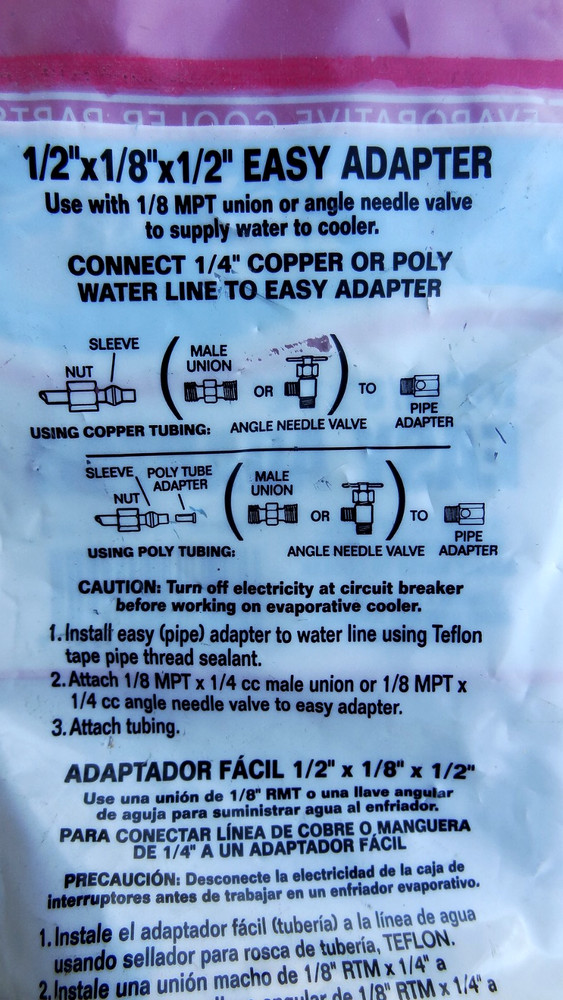 EVAPORATIVE COOLER PARTS
1/2"x1/8"x1/2" EASY ADAPTER
Use with 1/8 MPT union or angle needle valve
to supply water to cooler.
CONNECT 1/4" COPPER OR POLY
WATER LINE TO EASY ADAPTER
SLEEVE
NUT
MALE
UNION
OR
TO
USING COPPER TUBING:
ANGLE NEEDLE VALVE
PIPE
ADAPTER
SLEEVE
POLY TUBE
ADAPTER
NUT
MALE
UNION
OR
TO
USING POLY TUBING:
ANGLE NEEDLE VALVE
PIPE
ADAPTER
CAUTION: Turn off electricity at circuit breaker
before working on evaporative cooler.
1. Install easy (pipe) adapter to water line using Teflon
tape pipe thread sealant.
2. Attach 1/8 MPT x 1/4 cc male union or 1/8 MPT x
1/4 cc angle needle valve to easy adapter.
3. Attach tubing.
ADAPTADOR FÁCIL 1/2" x 1/8" x 1/2"
Use una unión de 1/8" RMT o una llave angular
de aguja para suministrar agua al enfriador.
PARA CONECTAR LÍNEA DE COBRE O MANGUERA
DE 1/4" A UN ADAPTADOR FÁCIL
PRECAUCIÓN: Desconecte la electricidad de la caja de
interruptores antes de trabajar en un enfriador evaporativo.
1. Instale el adaptador fácil (tubería) a la línea de agua
usando sellador para rosca de tubería, TEFLON.
2. Instale una unión macho de 1/8" RTM x 1/4" a
angular de 1/8" RTM x 1/4" a